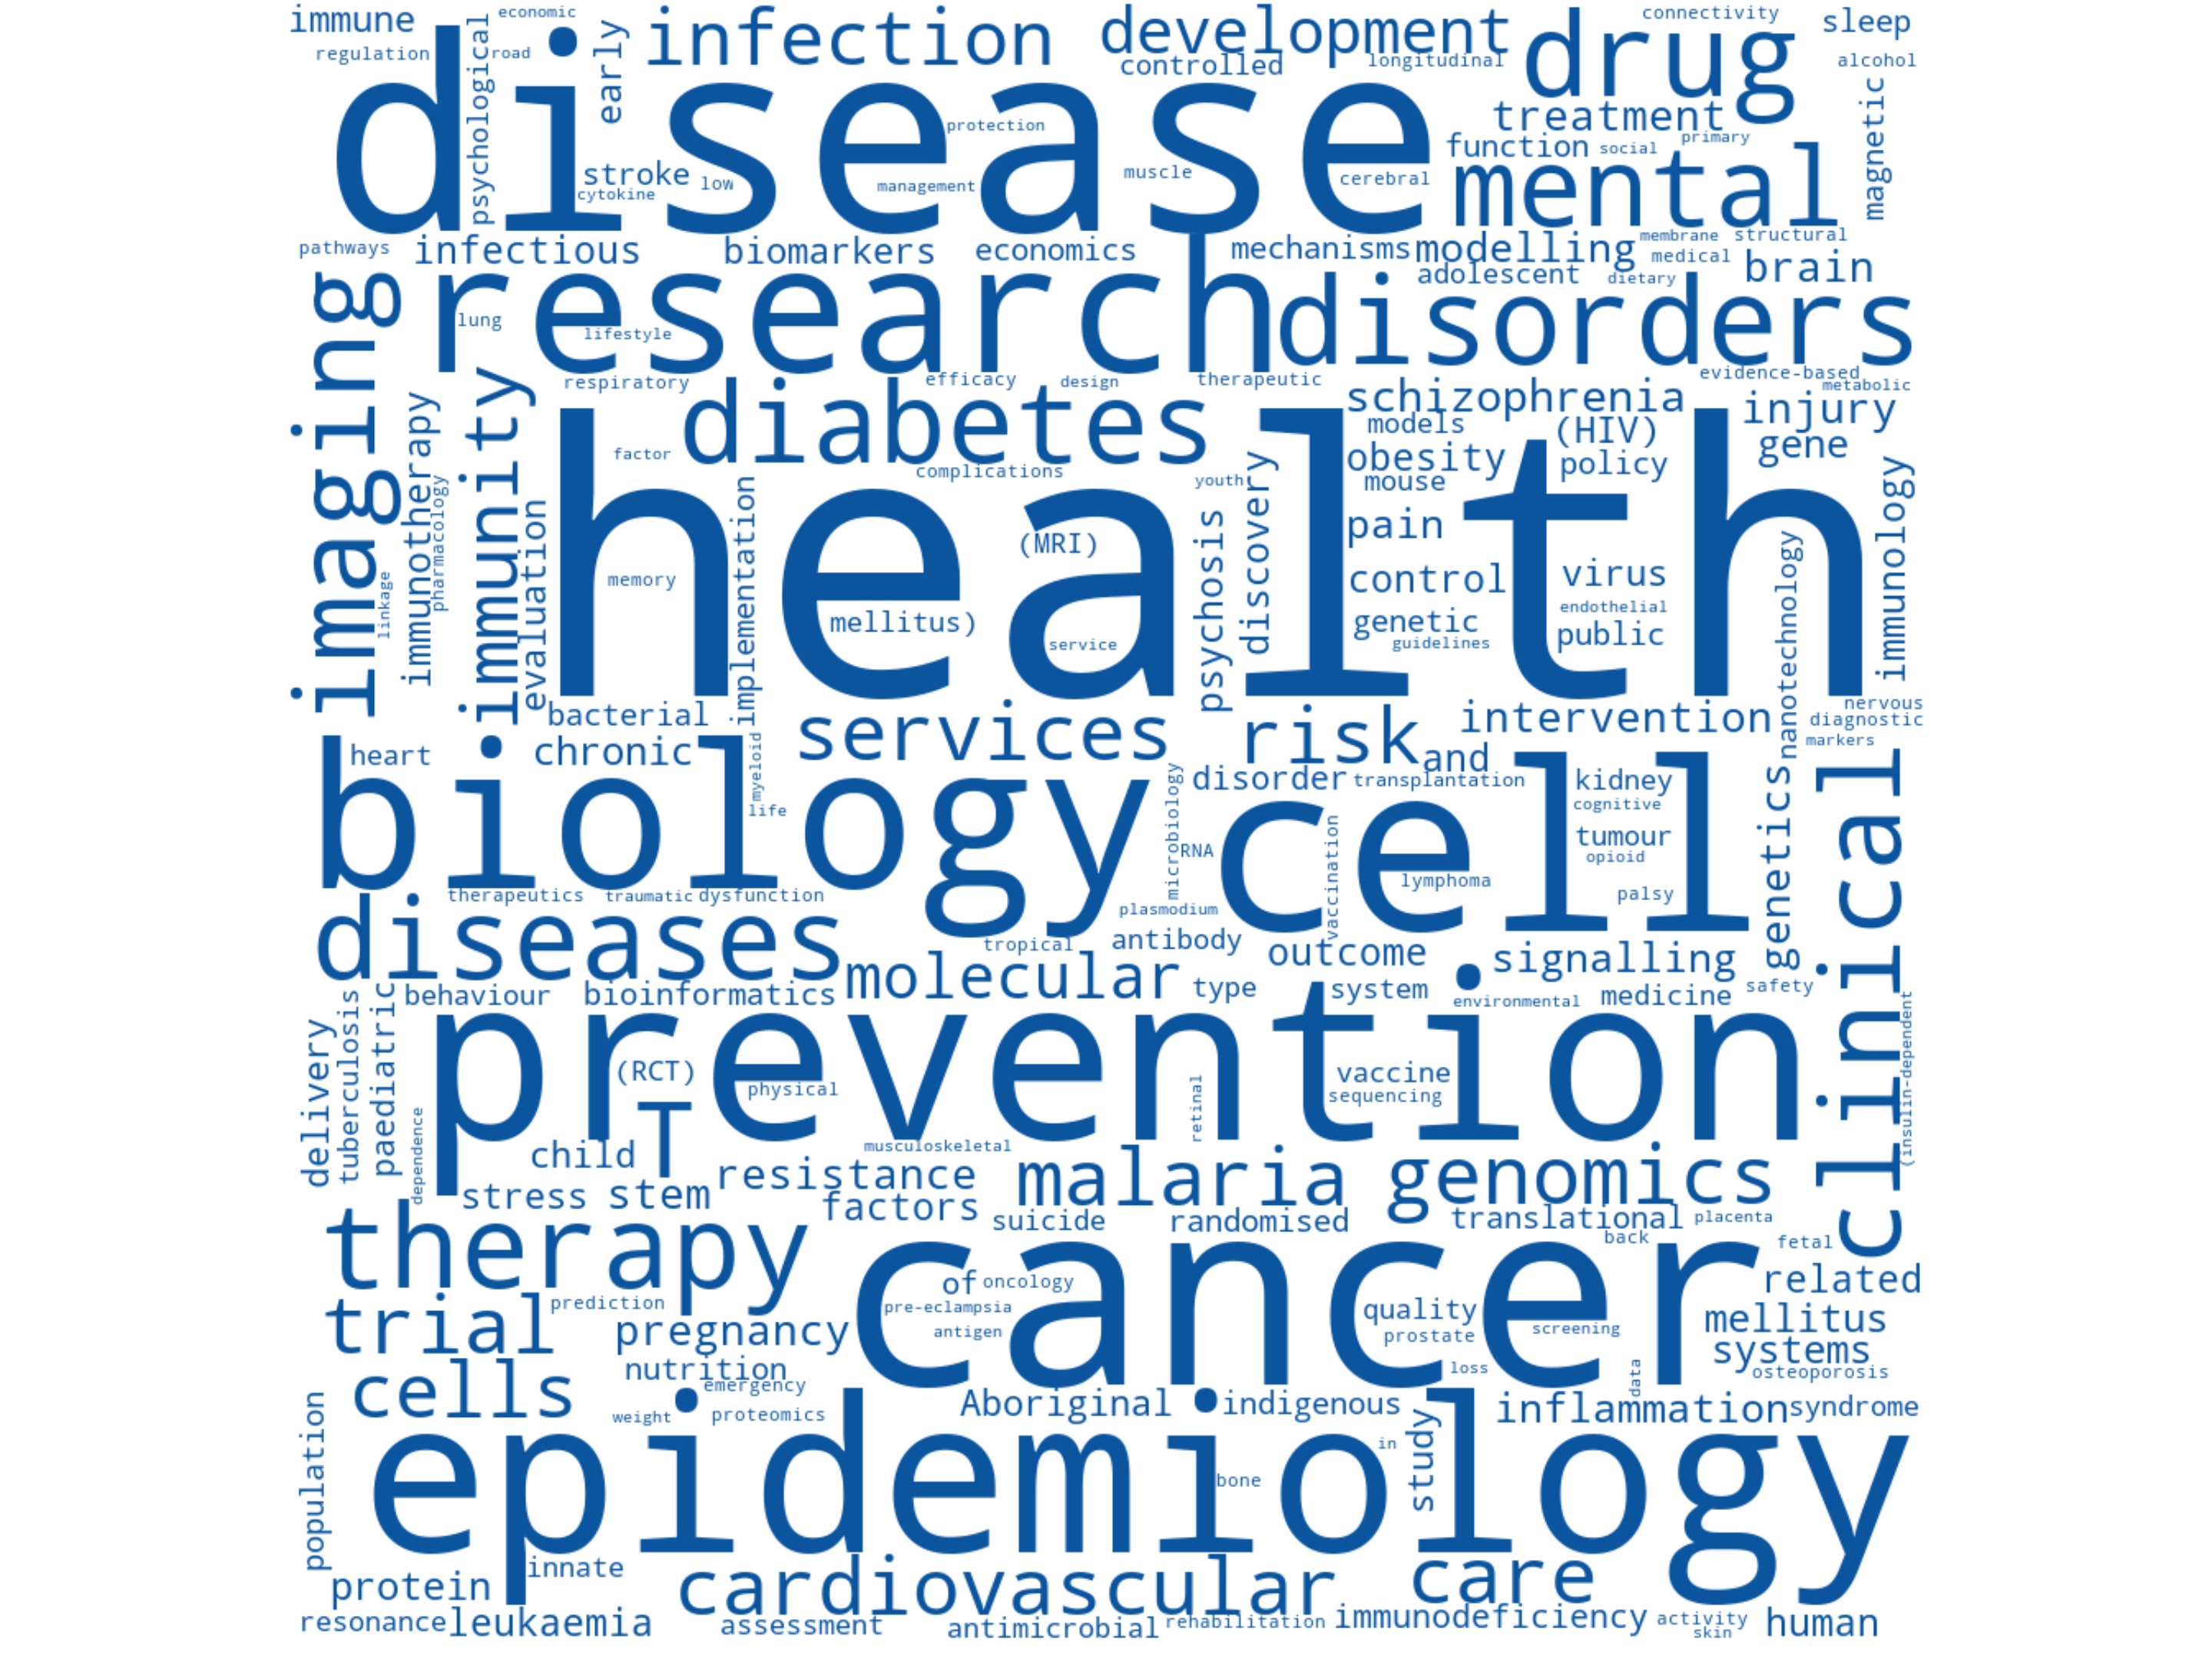 immune
economic
infection
development
connectivity
sleep
regulation
psychological
road
early
controlled
longitudinal
drug
alcohol
disease
treatment
magnetic
protection
function
social
primary
stroke
low
cytokine
management
muscle
cerebral
mental
pathways
infectious
biomarkers
economics
mechanisms
modelling
membrane
structural
medical
adolescent
dietary
brain
imaging
research
disorders
lung
lifestyle
respiratory
efficacy
design
therapeutic
evidence-based
metabolic
immunotherapy
immunity
diabetes
schizophrenia
injury
models
(HIV)
gene
factor
complications
obesity
policy
pharmacology
youth
mouse
health
evaluation
implementation
(MRI)
psychosis
discovery
pain
immunology
linkage
memory
control
virus
nanotechnology
mellitus)
service
genetic
endothelial
guidelines
public
bacterial
services
risk
intervention
nervous
diagnostic
markers
heart
chronic
and
myeloid
life
disorder
transplantation
kidney
cognitive
biology
microbiology
RNA
cell
vaccination
tumour
opioid
genetics
clinical
lymphoma
palsy
therapeutics
traumatic
dysfunction
plasmodium
diseases
tropical
antibody
outcome
signalling
molecular
behaviour
bioinformatics
type
system
environmental
medicine
safety
delivery
tuberculosis
paediatric
prevention
(insulin-dependent
(RCT)
physical
retinal
vaccine
sequencing
dependence
T
child
musculoskeletal
resistance
malaria
genomics
stress
stem
factors
suicide
randomised
translational
placenta
back
fetal
therapy
cancer
of
oncology
related
prediction
pre-eclampsia
quality
trial
pregnancy
antigen
prostate
screening
mellitus
systems
nutrition
loss
data
osteoporosis
cells
emergency
Aboriginal
indigenous
inflammation
syndrome
weight
proteomics
population
epidemiology
in
study
bone
innate
protein
cardiovascular
care
resonance
leukaemia
assessment
antimicrobial
rehabilitation
immunodeficiency
activity
skin
human